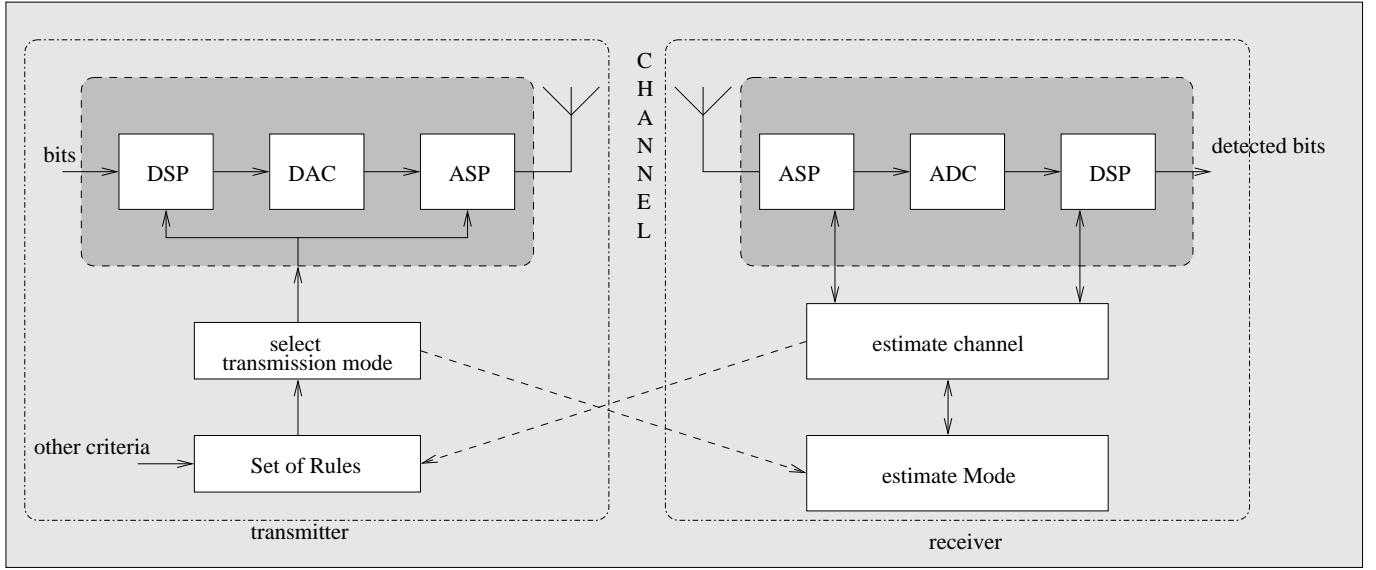 bits
DSP
DAC
ASP
select
transmission mode
other criteria
Set of Rules
transmitter
C
H
A
N
N
E
L
ASP
ADC
DSP
detected bits
estimate channel
estimate Mode
receiver